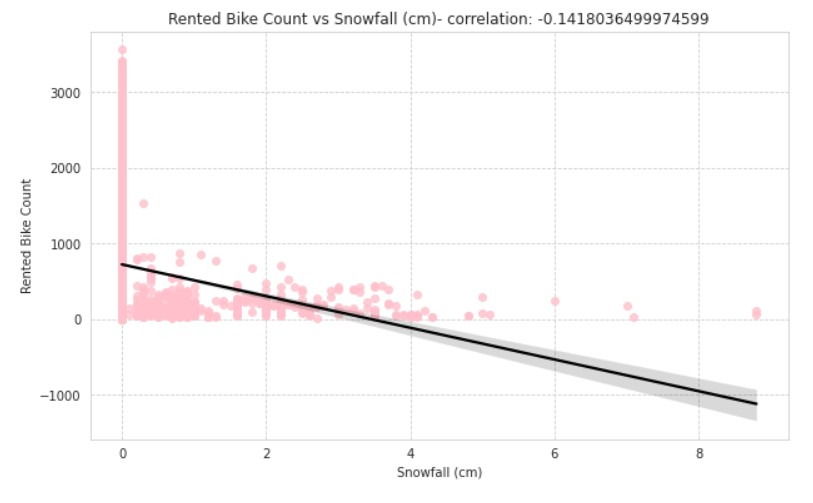 Rented Bike Count vs Snowfall (cm)- correlation: -0.1418036499974599
3000
2000
1000
0
−1000
Rented Bike Count
0 2 4 6 8
Snowfall (cm)